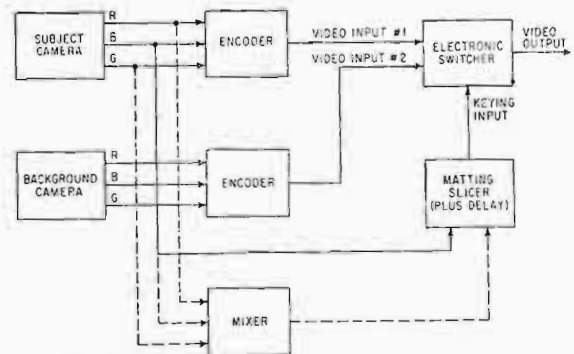 R
B
G
SUBJECT
CAMERA
ENCODER
VIDEO INPUT #1
VIDEO INPUT #2
ELECTRONIC
SWITCHER
VIDEO
OUTPUT
KEYING
INPUT
R
B
G
BACKGROUND
CAMERA
ENCODER
MATTING
SLICER
(PLUS DELAY)
MIXER